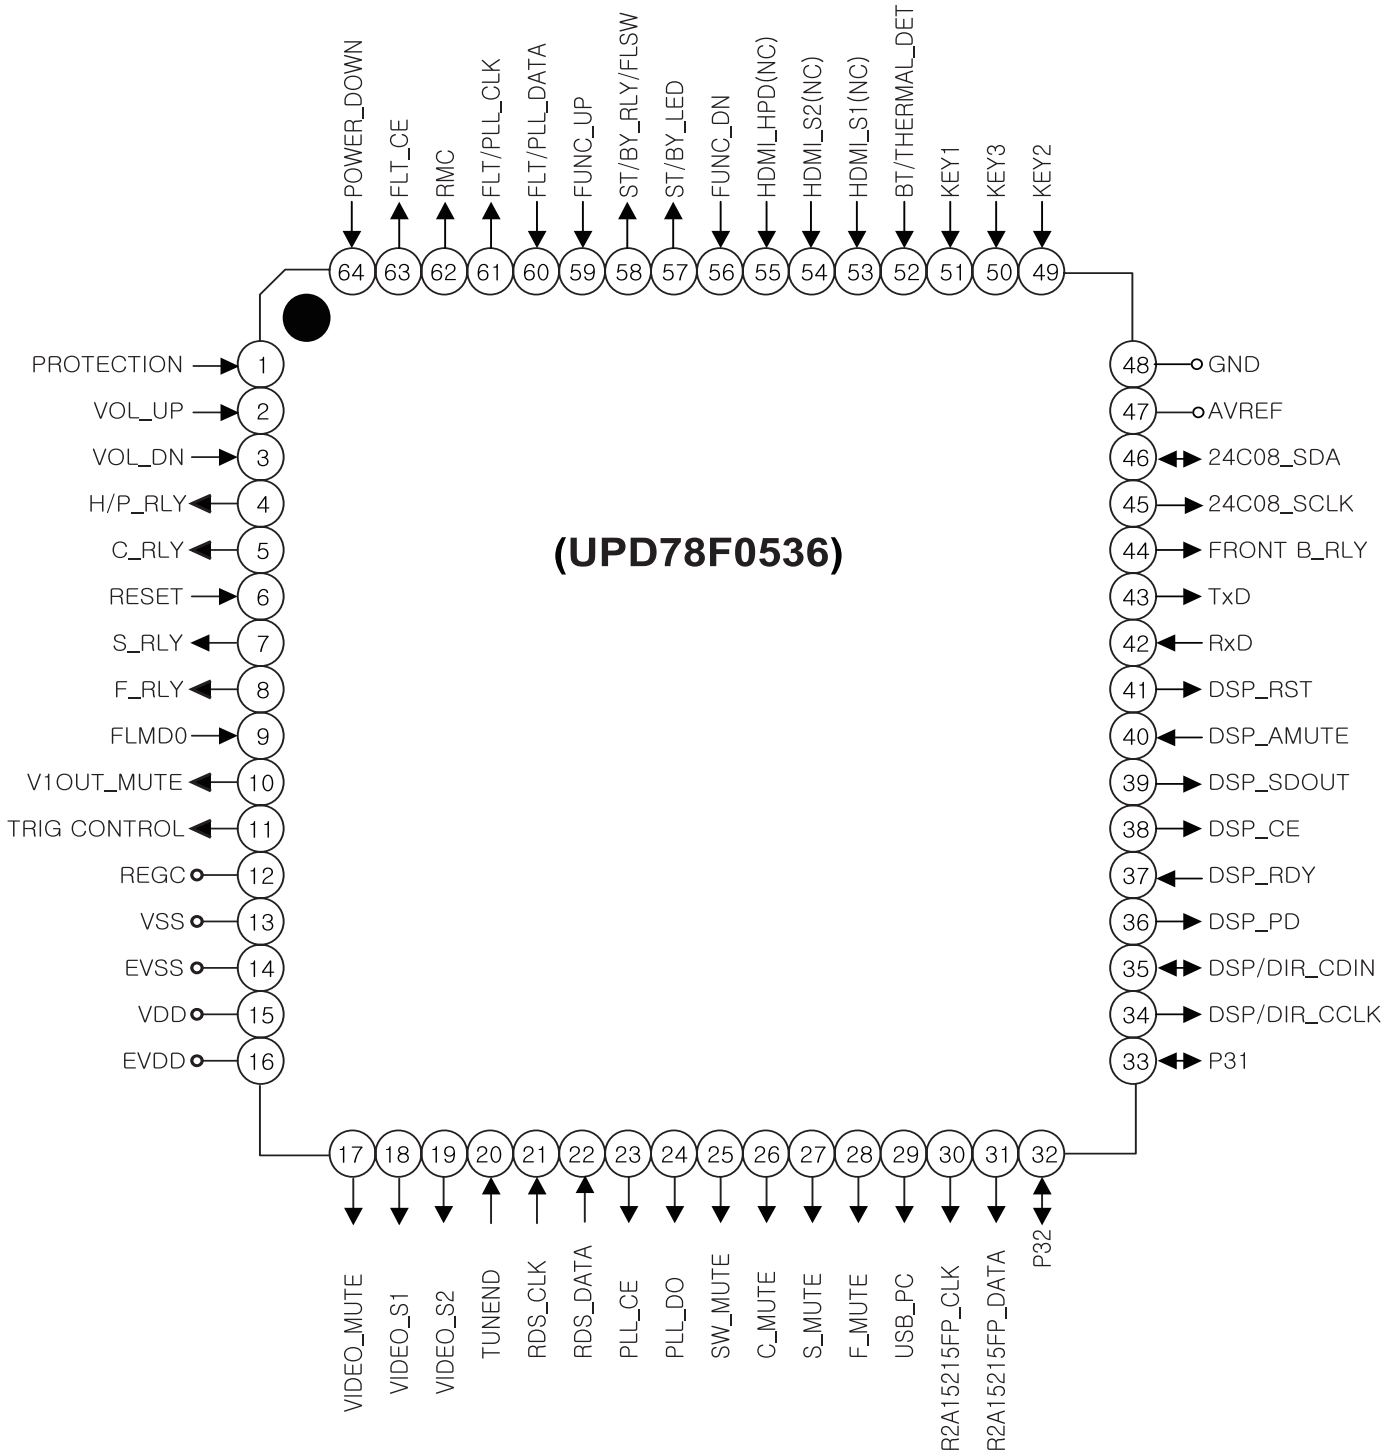 POWER_DOWN
FLT_CE
RMC
FLT/PLL_CLK
FLT/PLL_DATA
FUNC_UP
ST/BY_RLY/FLSW
ST/BY_LED
FUNC_DN
HDMI_HPD(NC)
HDMI_S2(NC)
HDMI_S1(NC)
BT/THERMAL_DET
KEY1
KEY3
KEY2
64 63 62 61 60 59 58 57 56 55 54 53 52 51 50 49
PROTECTION 1
VOL_UP 2
VOL_DN 3
H/P_RLY 4
C_RLY 5
RESET 6
S_RLY 7
F_RLY 8
FLMD0 9
V1OUT_MUTE 10
TRIG CONTROL 11
REGC 12
VSS 13
EVSS 14
VDD 15
EVDD 16
(UPD78F0536)
48 GND
47 AVREF
46 24C08_SDA
45 24C08_SCLK
44 FRONT B_RLY
43 TxD
42 RxD
41 DSP_RST
40 DSP_AMUTE
39 DSP_SDOUT
38 DSP_CE
37 DSP_RDY
36 DSP_PD
35 DSP/DIR_CDIN
34 DSP/DIR_CCLK
33 P31
17 18 19 20 21 22 23 24 25 26 27 28 29 30 31 32
VIDEO_MUTE
VIDEO_S1
VIDEO_S2
TUNEND
RDS_CLK
RDS_DATA
PLL_CE
PLL_DO
SW_MUTE
C_MUTE
S_MUTE
F_MUTE
USB_PC
R2A15215FP_CLK
R2A15215FP_DATA
P32